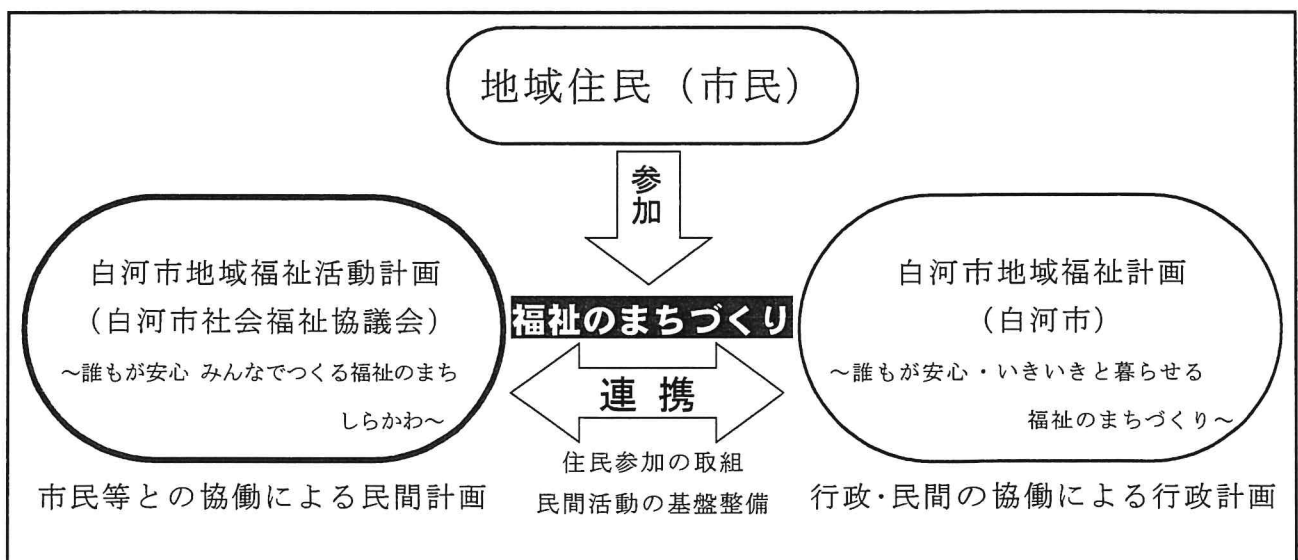 地域住民（市民）
参加
白河市地域福祉活動計画
（白河市社会福祉協議会）
～誰もが安心 みんなでつくる福祉のまち
しらかわ～
福祉のまちづくり
連携
住民参加の取組
民間活動の基盤整備
白河市地域福祉計画
（白河市）
～誰もが安心・いきいきと暮らせる
福祉のまちづくり～
市民等との協働による民間計画
行政・民間の協働による行政計画